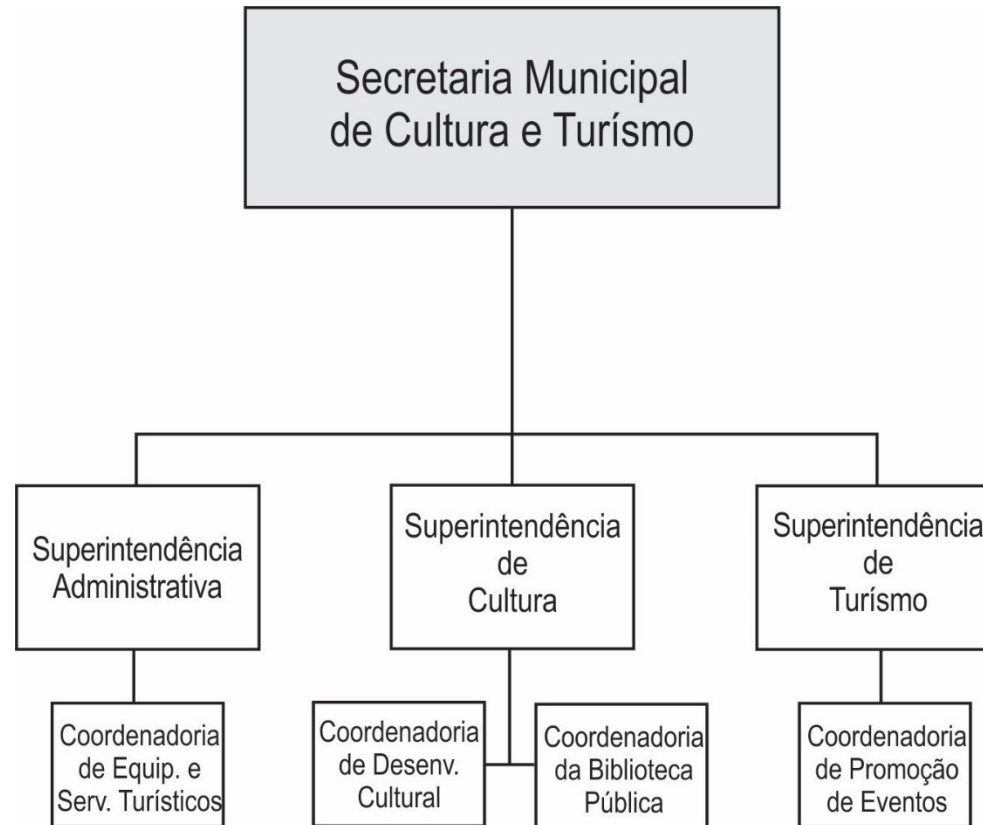 Secretaria Municipal
de Cultura e Turísmo
Superintendência
Administrativa
Superintendência
de
Cultura
Superintendência
de
Turísmo
Coordenadoria
de Equip. e
Serv. Turísticos
Coordenadoria
de Desenv.
Cultural
Coordenadoria
da Biblioteca
Pública
Coordenadoria
de Promoção
de Eventos